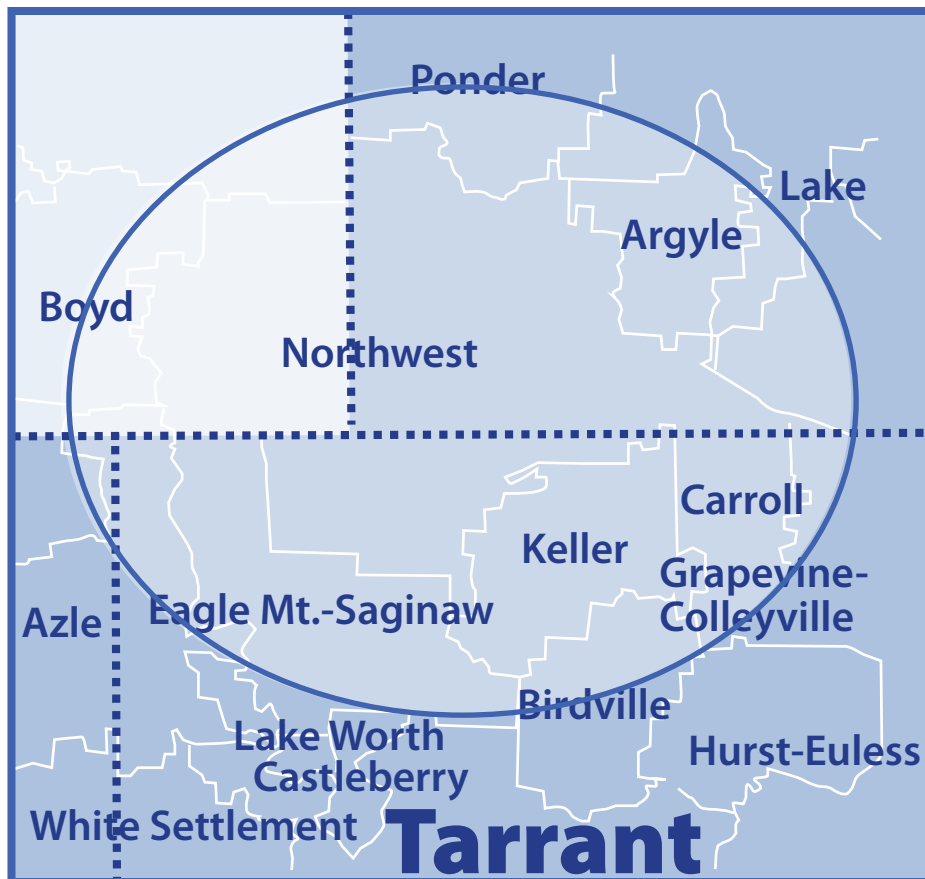 Ponder
Lake
Argyle
Boyd
Northwest
Carroll
Keller
Grapevine-
Colleyville
Eagle Mt.-Saginaw
Azle
Birdville
Lake Worth
Hurst-Euless
Castleberry
White Settlement
Tarrant